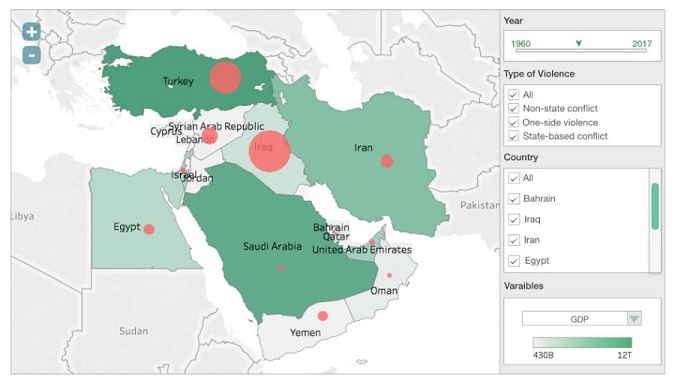 +
-
Turkey
Syrian Arab Republic
Cyprus
Lebanon
Iraq
Iran
Israel
Jordan
Libya
Egypt
Pakistan
Bahrain
Qatar
Saudi Arabia
United Arab Emirates
Oman
Sudan
Yemen
Year
1960
2017
Type of Violence
All
Non-state conflict
One-side violence
State-based conflict
Country
All
Bahrain
Iraq
Iran
Egypt
Varaibles
GDP
430B
12T